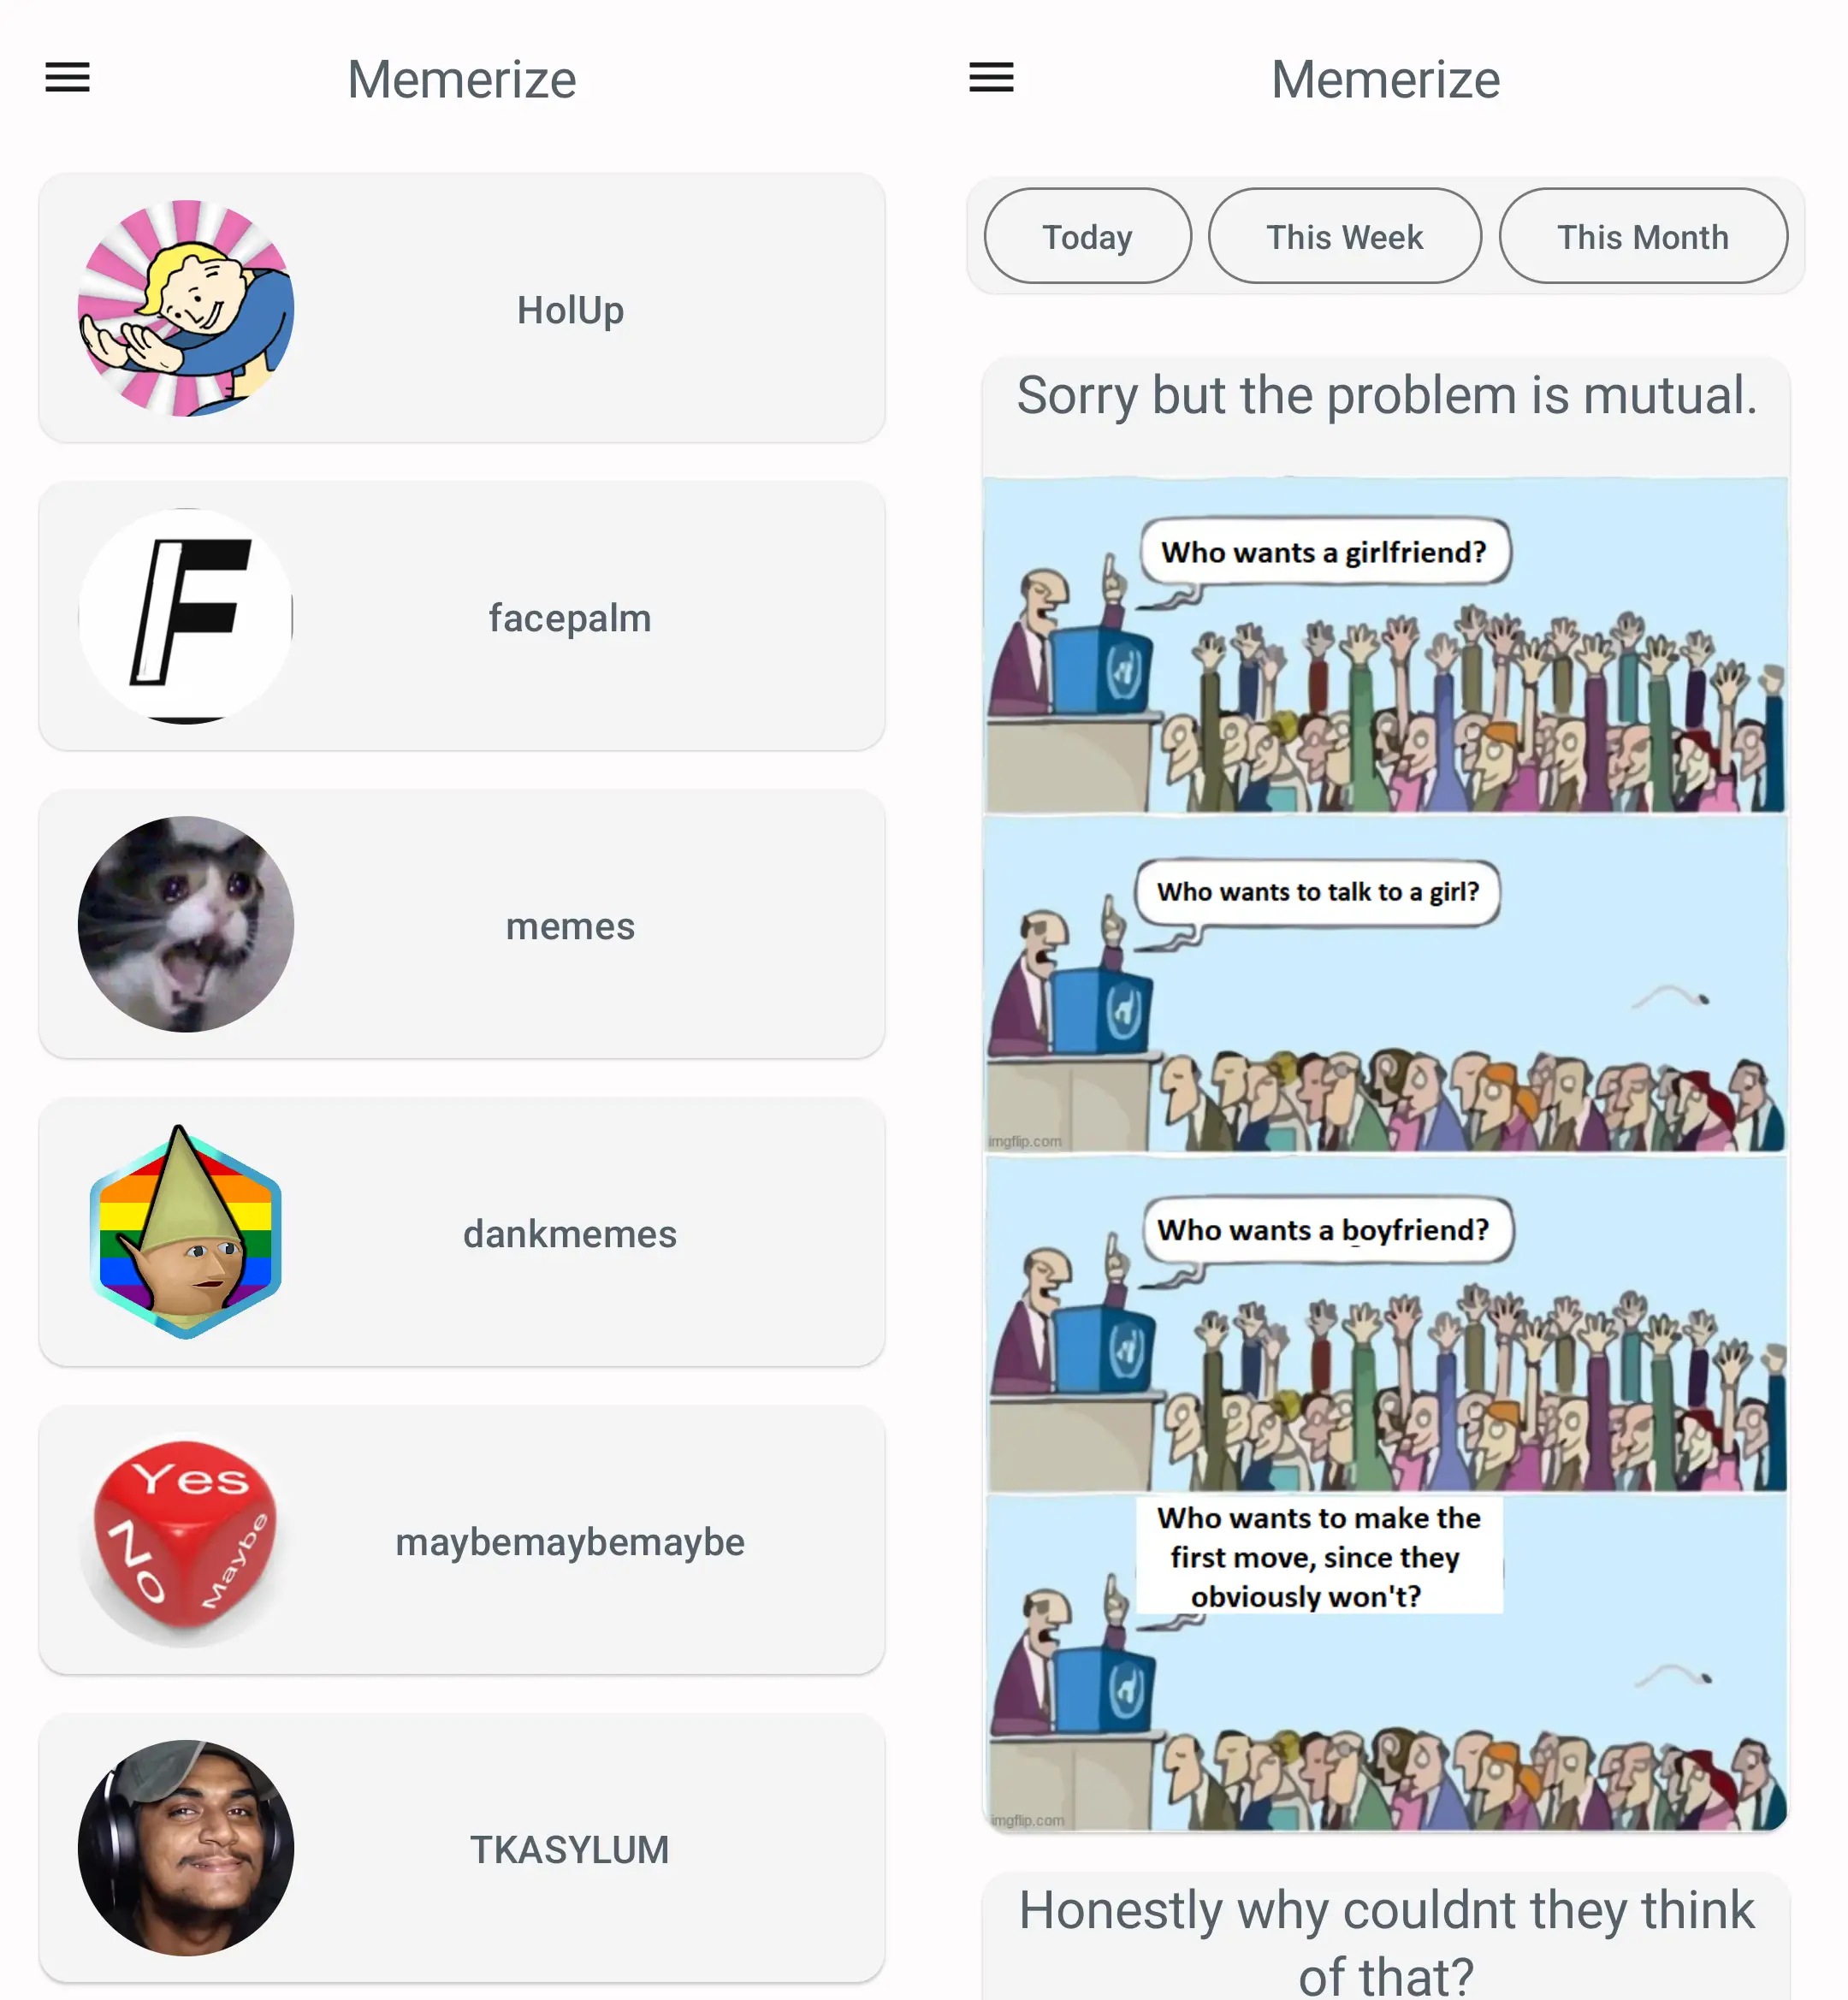 Memerize
HolUp
F
facepalm
memes
dankmemes
Yes
No
Maybe
maybemaybemaybe
TKASYLUM
Memerize
Today
This Week
This Month
Sorry but the problem is mutual.
Who wants a girlfriend?
Who wants to talk to a girl?
imgflip.com
Who wants a boyfriend?
Who wants to make the
first move, since they
obviously won't?
imgflip.com
Honestly why couldnt they think
of that?